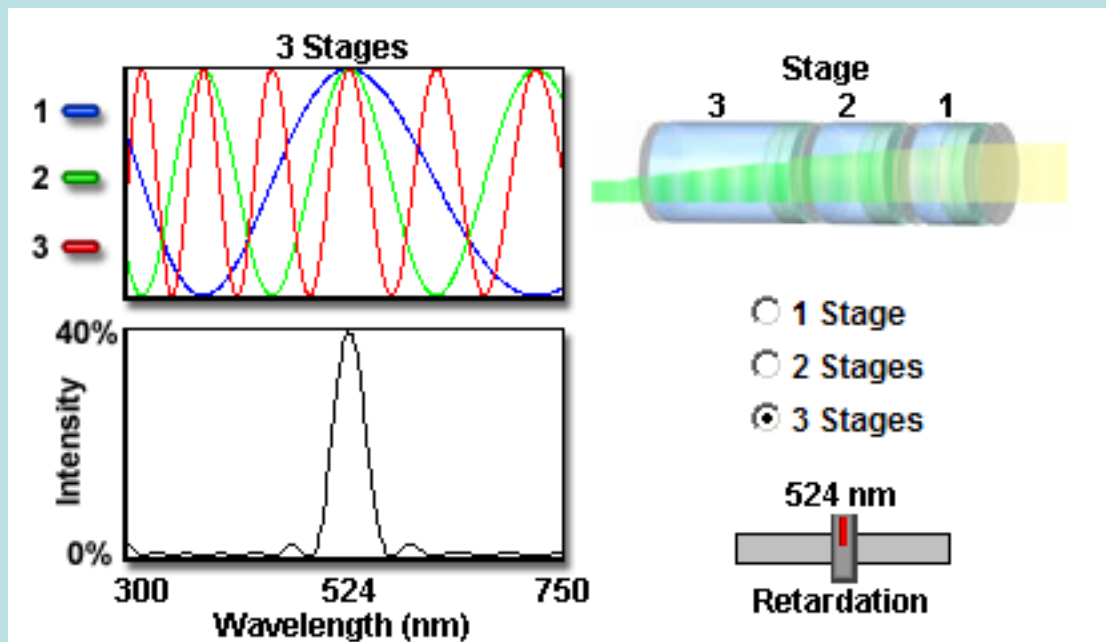 3 Stages
1
2
3
40%
Intensity
0%
300 524 750
Wavelength (nm)
Stage
3 2 1
1 Stage
2 Stages
3 Stages
524 nm
Retardation